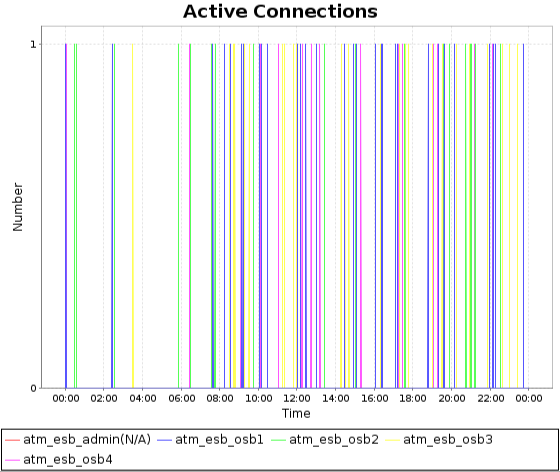 Active Connections
1
Number
0
00:00 02:00 04:00 06:00 08:00 10:00 12:00 14:00 16:00 18:00 20:00 22:00 00:00
Time
atm_esb_admin(N/A) atm_esb_osb1 atm_esb_osb2 atm_esb_osb3
atm_esb_osb4